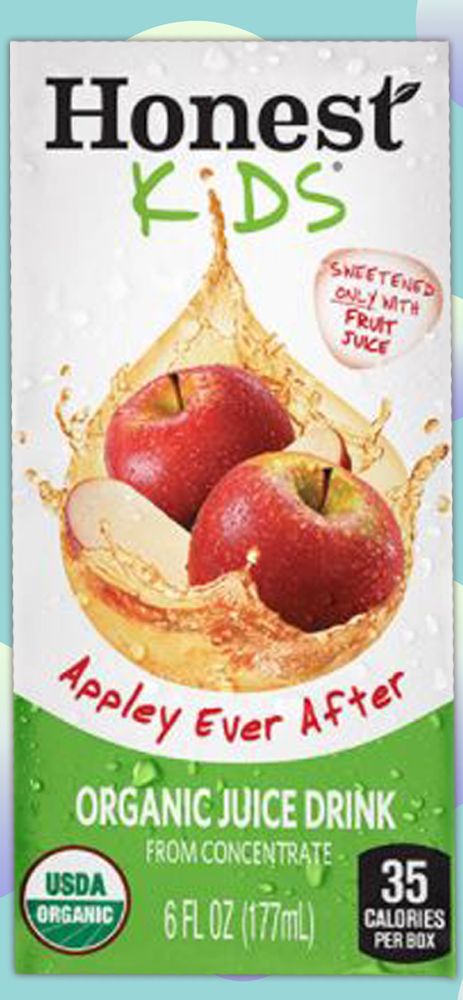 Honest
KiDS®
SWEETENED
ONLY WITH
FRUIT
JUICE
Appley Ever After
ORGANIC JUICE DRINK
FROM CONCENTRATE
USDA
ORGANIC
6 FL OZ (177mL)
35
CALORIES
PER BOX